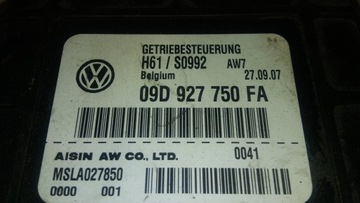 GETRIEBESTEUERUNG
H61 / S0992 AW7
Belgium 27.09.07
09D 927 750 FA
AISIN AW CO., LTD. 0041
MSLA027850
0000 001